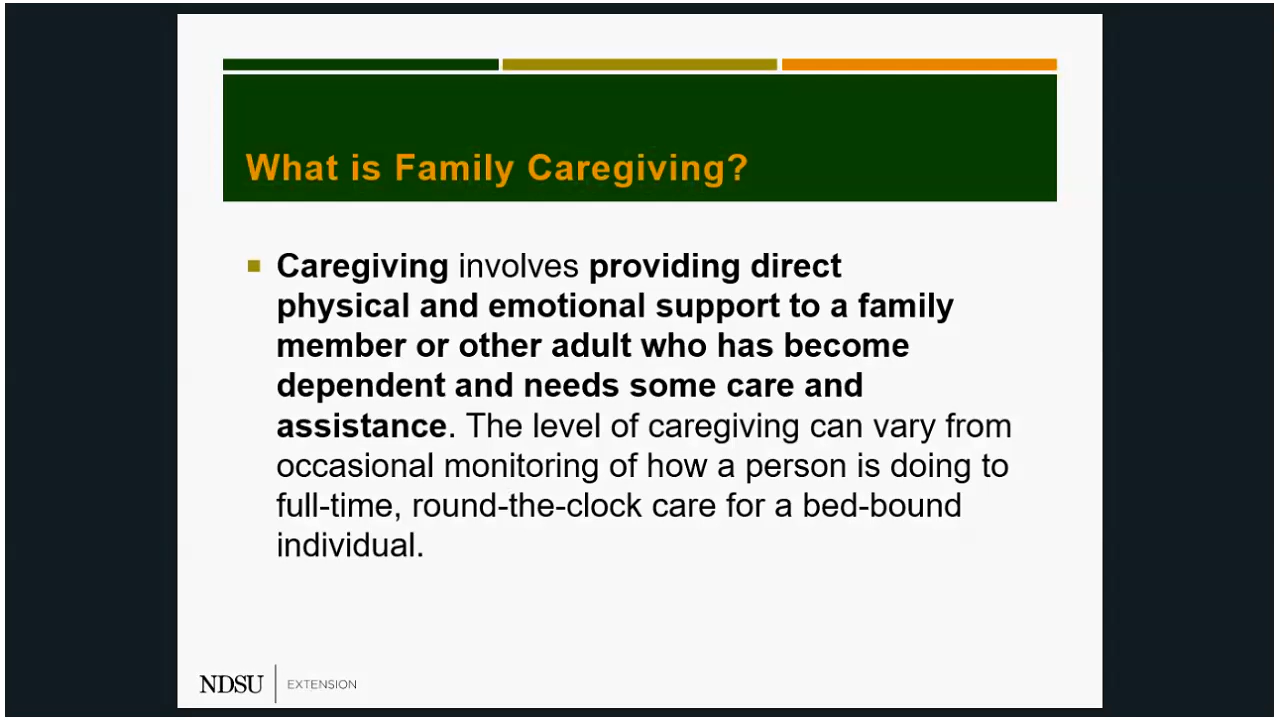 What is Family Caregiving?
Caregiving involves providing direct
physical and emotional support to a family
member or other adult who has become
dependent and needs some care and
assistance. The level of caregiving can vary from
occasional monitoring of how a person is doing to
full-time, round-the-clock care for a bed-bound
individual.
NDSU EXTENSION